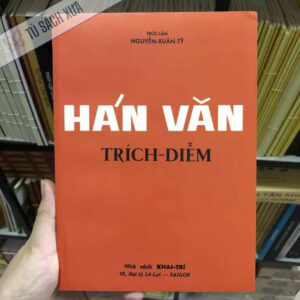 TỦ SÁCH XƯA
TRÚC-LÂM
NGUYỄN-XUÂN-TỸ
HÁN VĂN
TRÍCH-DIỄM
Nhà sách KHAI-TRÍ
62, Đại-lộ Lê-Lợi — SAIGON